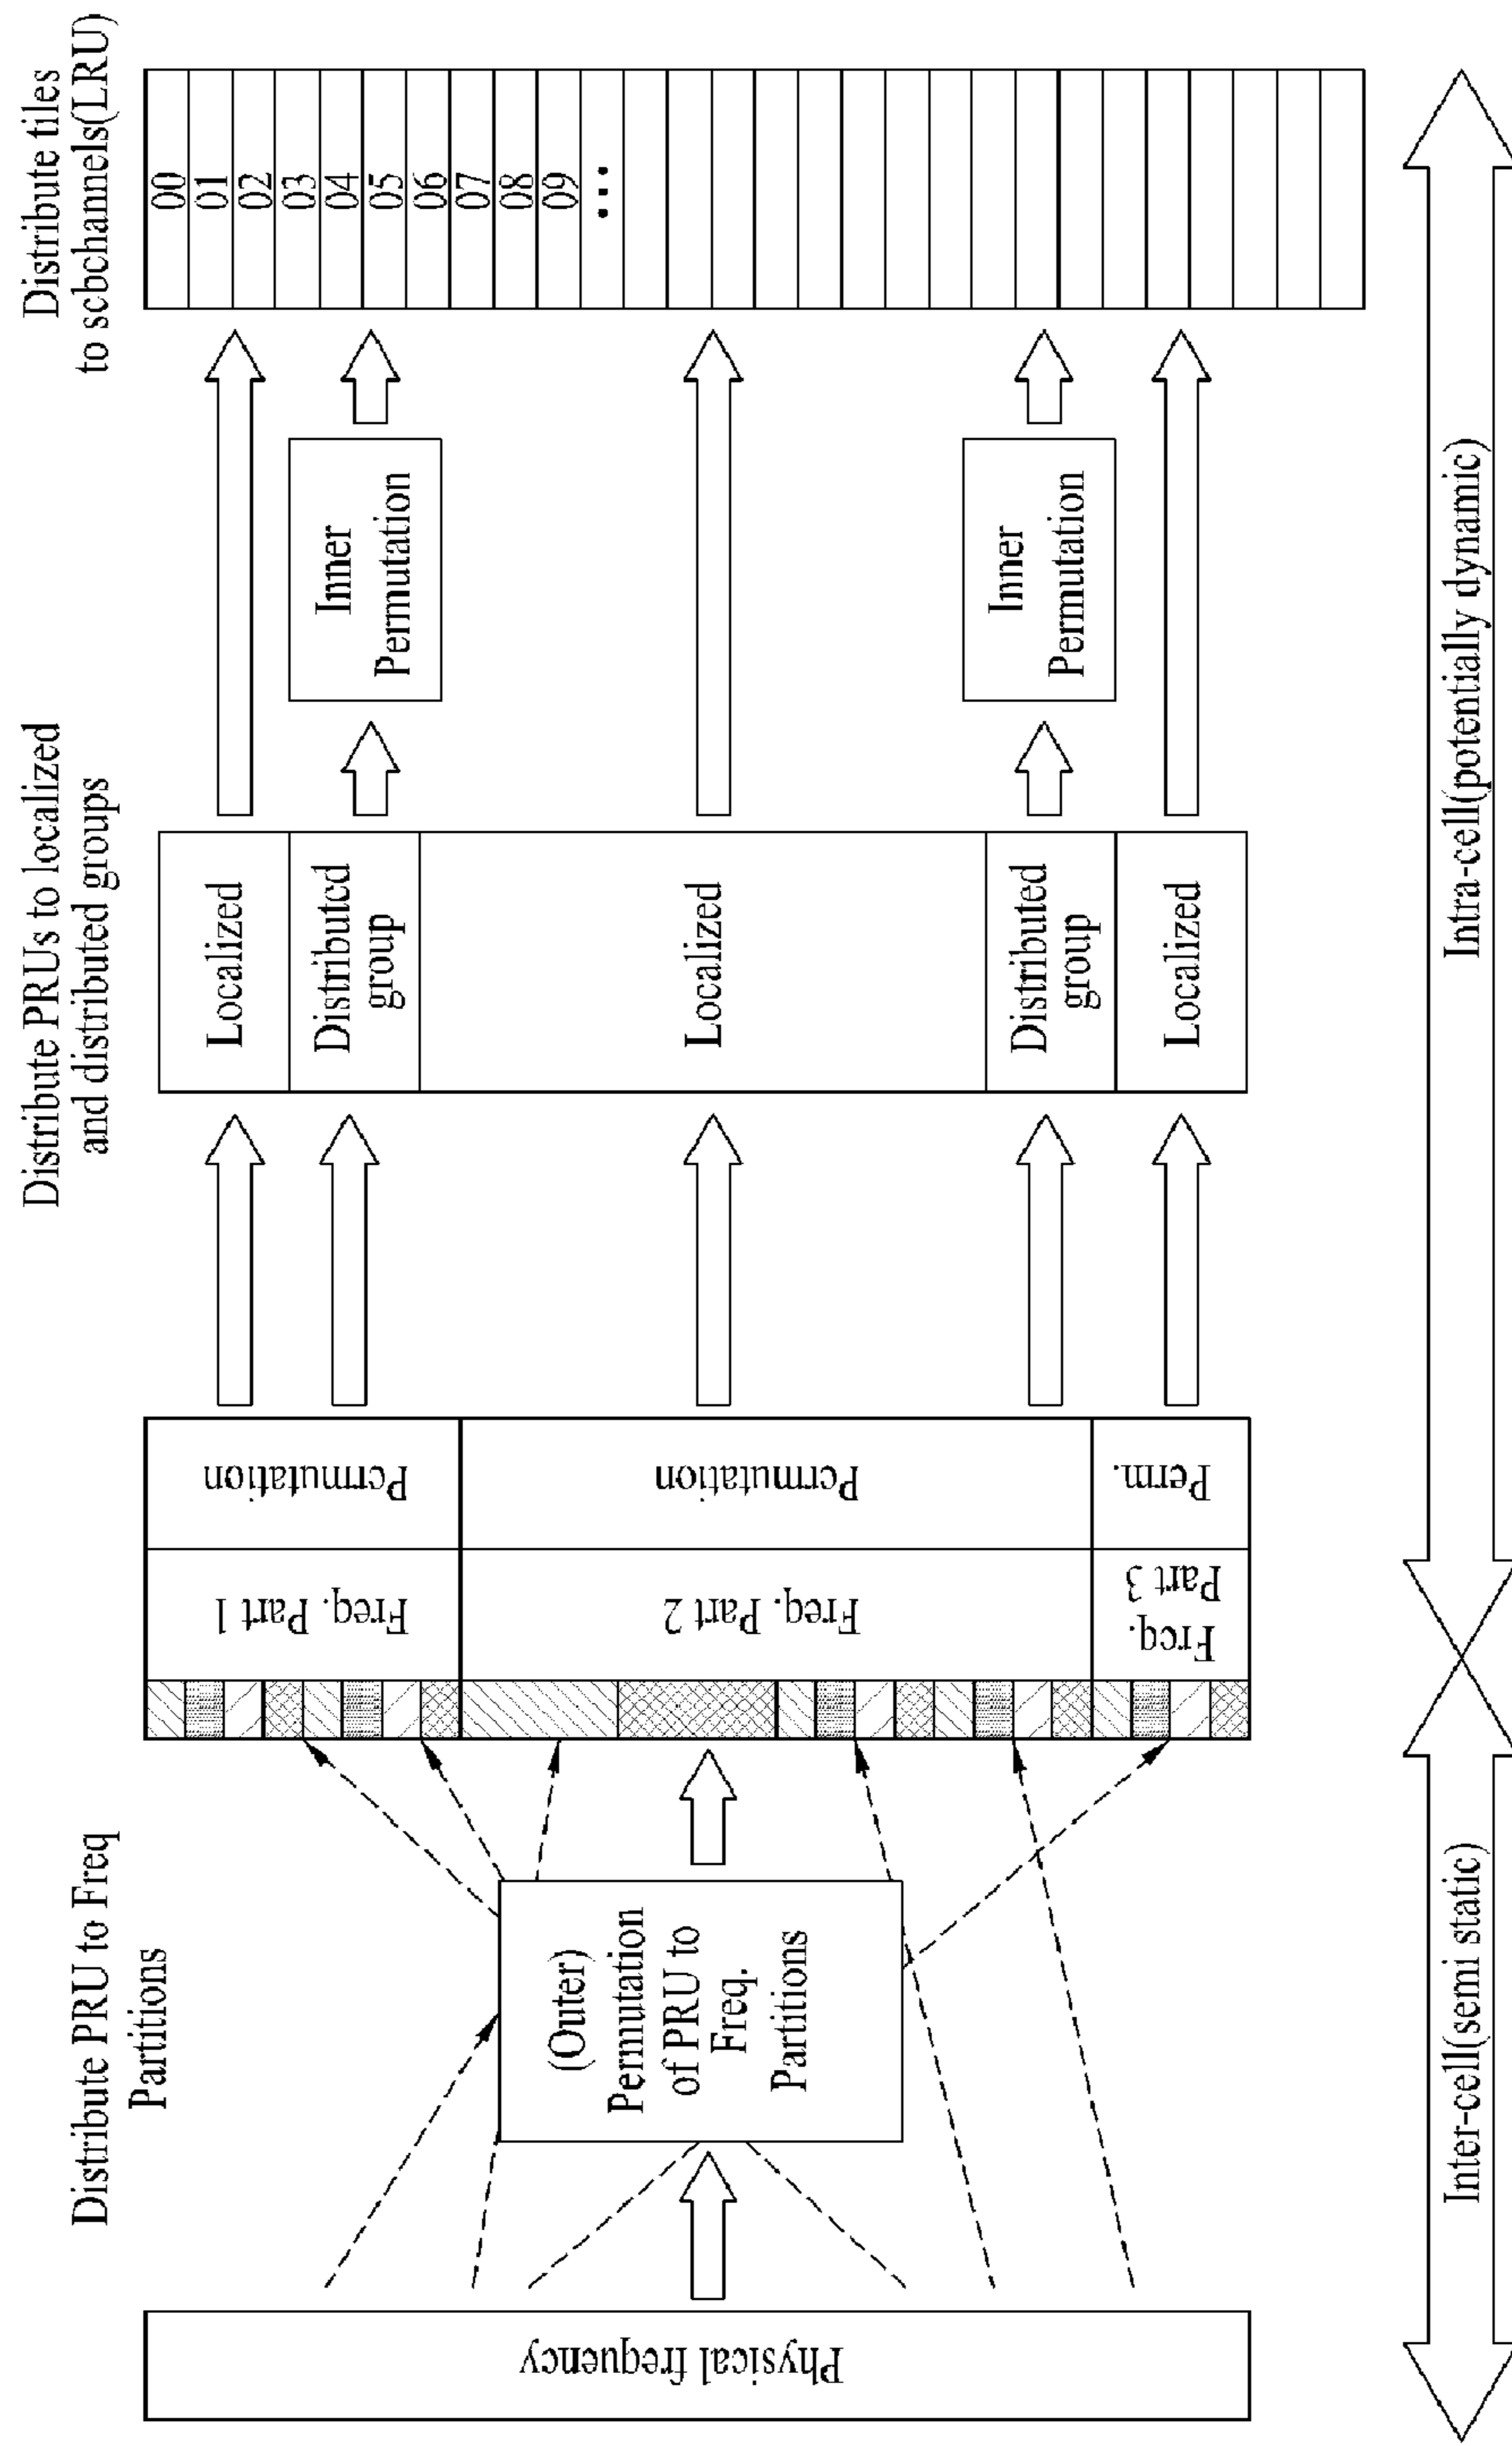 Distribute PRU to Freq
Partitions
Distribute PRUs to localized
and distributed groups
Distribute tiles
to scbchannels(LRU)
Physical frequency
(Outer)
Permutation
of PRU to
Freq.
Partitions
Freq. Part 1
Permutation
Freq. Part 2
Permutation
Freq.
Part 3
Perm.
Localized
Distributed
group
Localized
Distributed
group
Localized
Inner
Permutation
Inner
Permutation
00
01
02
03
04
05
06
07
08
09
...
Inter-cell(semi static)
Intra-cell(potentially dynamic)